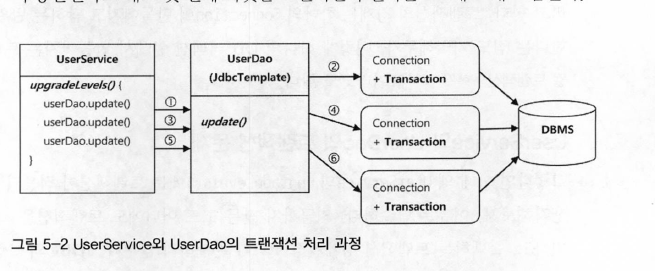 UserService
upgradeLevels() {
userDao.update()
userDao.update()
userDao.update()
}
①
③
⑤
UserDao
(JdbcTemplate)
update()
②
④
⑥
Connection
+ Transaction
Connection
+ Transaction
Connection
+ Transaction
DBMS
그림 5-2 UserService와 UserDao의 트랜잭션 처리 과정